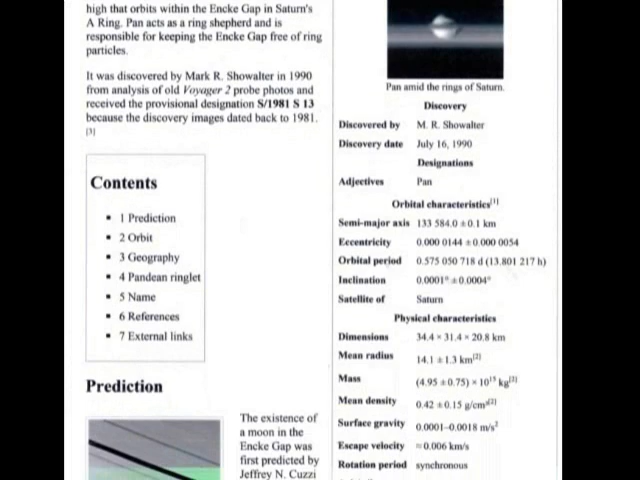 high that orbits within the Encke Gap in Saturn's
A Ring. Pan acts as a ring shepherd and is
responsible for keeping the Encke Gap free of ring
particles.
It was discovered by Mark R. Showalter in 1990
from analysis of old Voyager 2 probe photos and
received the provisional designation S/1981 S 13
because the discovery images dated back to 1981.
[3]
Contents
▪ 1 Prediction
▪ 2 Orbit
▪ 3 Geography
▪ 4 Pandean ringlet
▪ 5 Name
▪ 6 References
▪ 7 External links
Prediction
The existence of
a moon in the
Encke Gap was
first predicted by
Jeffrey N. Cuzzi
Pan amid the rings of Saturn.
Discovery
Discovered by M. R. Showalter
Discovery date July 16, 1990
Designations
Adjectives Pan
Orbital characteristics[1]
Semi-major axis 133 584.0 ± 0.1 km
Eccentricity 0.000 0144 ± 0.000 0054
Orbital period 0.575 050 718 d (13.801 217 h)
Inclination 0.0001° ± 0.0004°
Satellite of Saturn
Physical characteristics
Dimensions 34.4 × 31.4 × 20.8 km
Mean radius 14.1 ± 1.3 km[2]
Mass (4.95 ± 0.75) × 10¹⁵ kg[2]
Mean density 0.42 ± 0.15 g/cm³[2]
Surface gravity 0.0001–0.0018 m/s²
Escape velocity ≈ 0.006 km/s
Rotation period synchronous